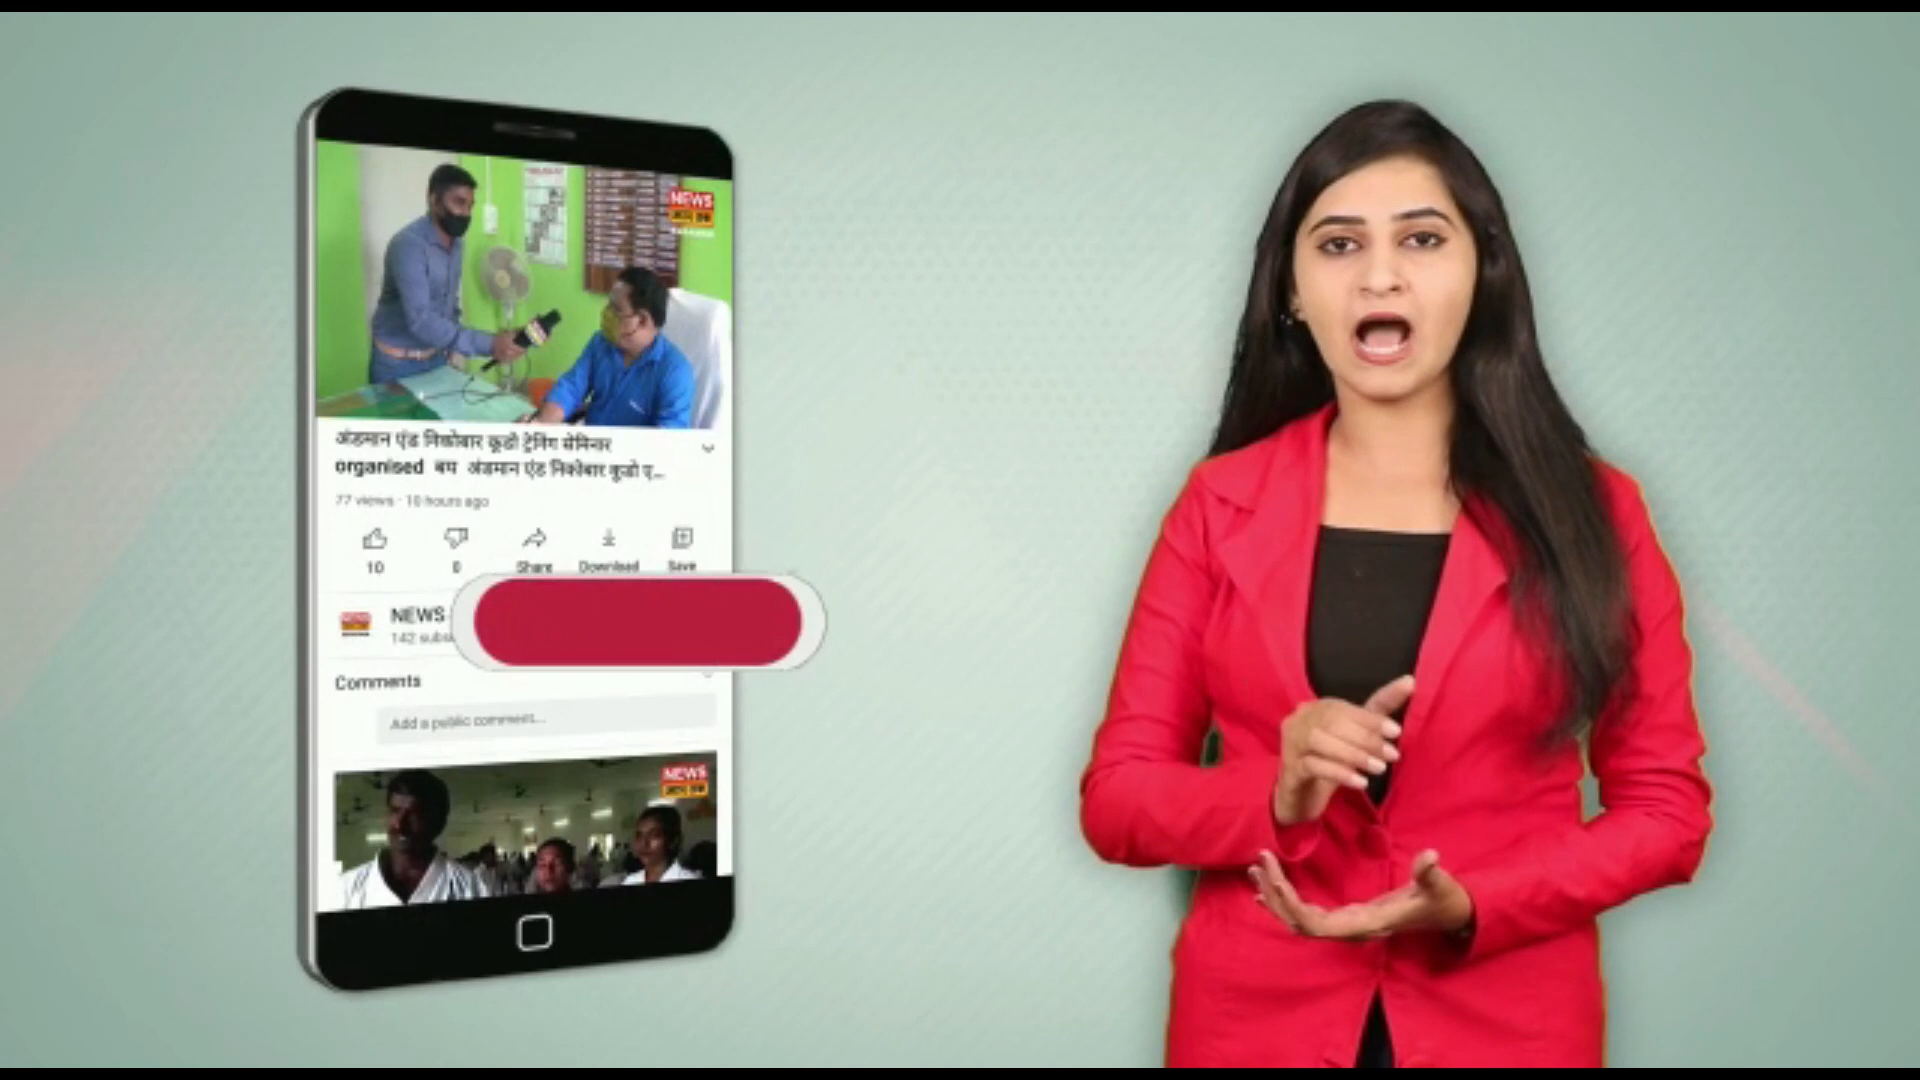 NEWS
अंडमान एंड निकोबार कूडो ट्रेनिंग सेमिनार
organised बय अंडमान एंड निकोबार कूडो ए...
77 views · 10 hours ago
10 0 Share Download Save
NEWS
142
Comments
Add a public comment...
NEWS